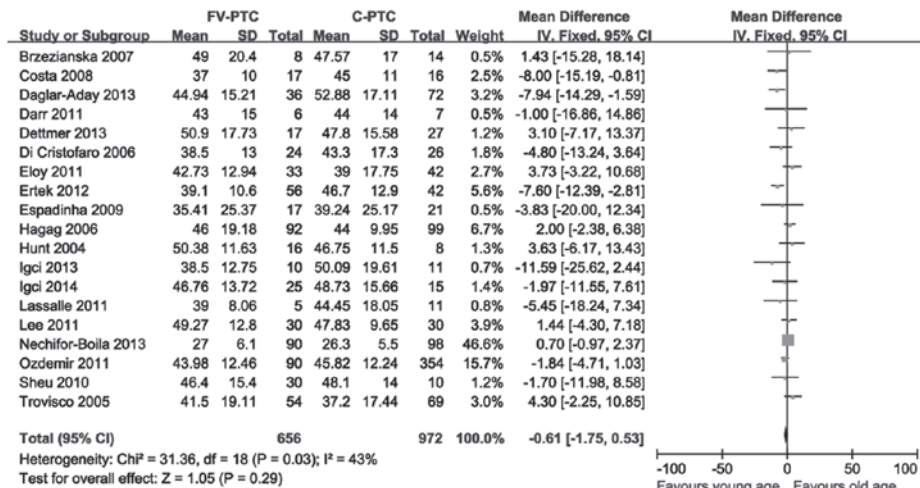 FV-PTC C-PTC Mean Difference Mean Difference
Study or Subgroup Mean SD Total Mean SD Total Weight IV. Fixed. 95% CI IV. Fixed. 95% CI
Brzezianska 2007 49 20.4 8 47.57 17 14 0.5% 1.43 [-15.28, 18.14]
Costa 2008 37 10 17 45 11 16 2.5% -8.00 [-15.19, -0.81]
Daglar-Aday 2013 44.94 15.21 36 52.88 17.11 72 3.2% -7.94 [-14.29, -1.59]
Darr 2011 43 15 6 44 14 7 0.5% -1.00 [-16.86, 14.86]
Dettmer 2013 50.9 17.73 17 47.8 15.58 27 1.2% 3.10 [-7.17, 13.37]
Di Cristofaro 2006 38.5 13 24 43.3 17.3 26 1.8% -4.80 [-13.24, 3.64]
Eloy 2011 42.73 12.94 33 39 17.75 42 2.7% 3.73 [-3.22, 10.68]
Ertek 2012 39.1 10.6 56 46.7 12.9 42 5.6% -7.60 [-12.39, -2.81]
Espadinha 2009 35.41 25.37 17 39.24 25.17 21 0.5% -3.83 [-20.00, 12.34]
Hagag 2006 46 19.18 92 44 9.95 99 6.7% 2.00 [-2.38, 6.38]
Hunt 2004 50.38 11.63 16 46.75 11.5 8 1.3% 3.63 [-6.17, 13.43]
Igci 2013 38.5 12.75 10 50.09 19.61 11 0.7% -11.59 [-25.62, 2.44]
Igci 2014 46.76 13.72 25 48.73 15.66 15 1.4% -1.97 [-11.55, 7.61]
Lassalle 2011 39 8.06 5 44.45 18.05 11 0.8% -5.45 [-18.24, 7.34]
Lee 2011 49.27 12.8 30 47.83 9.65 30 3.9% 1.44 [-4.30, 7.18]
Nechifor-Boila 2013 27 6.1 90 26.3 5.5 98 46.6% 0.70 [-0.97, 2.37]
Ozdemir 2011 43.98 12.46 90 45.82 12.24 354 15.7% -1.84 [-4.71, 1.03]
Sheu 2010 46.4 15.4 30 48.1 14 10 1.2% -1.70 [-11.98, 8.58]
Trovisco 2005 41.5 19.11 54 37.2 17.44 69 3.0% 4.30 [-2.25, 10.85]
Total (95% CI) 656 972 100.0% -0.61 [-1.75, 0.53]
Heterogeneity: Chi² = 31.36, df = 18 (P = 0.03); I² = 43%
Test for overall effect: Z = 1.05 (P = 0.29)
-100 -50 0 50 100
Favours young age Favours old age